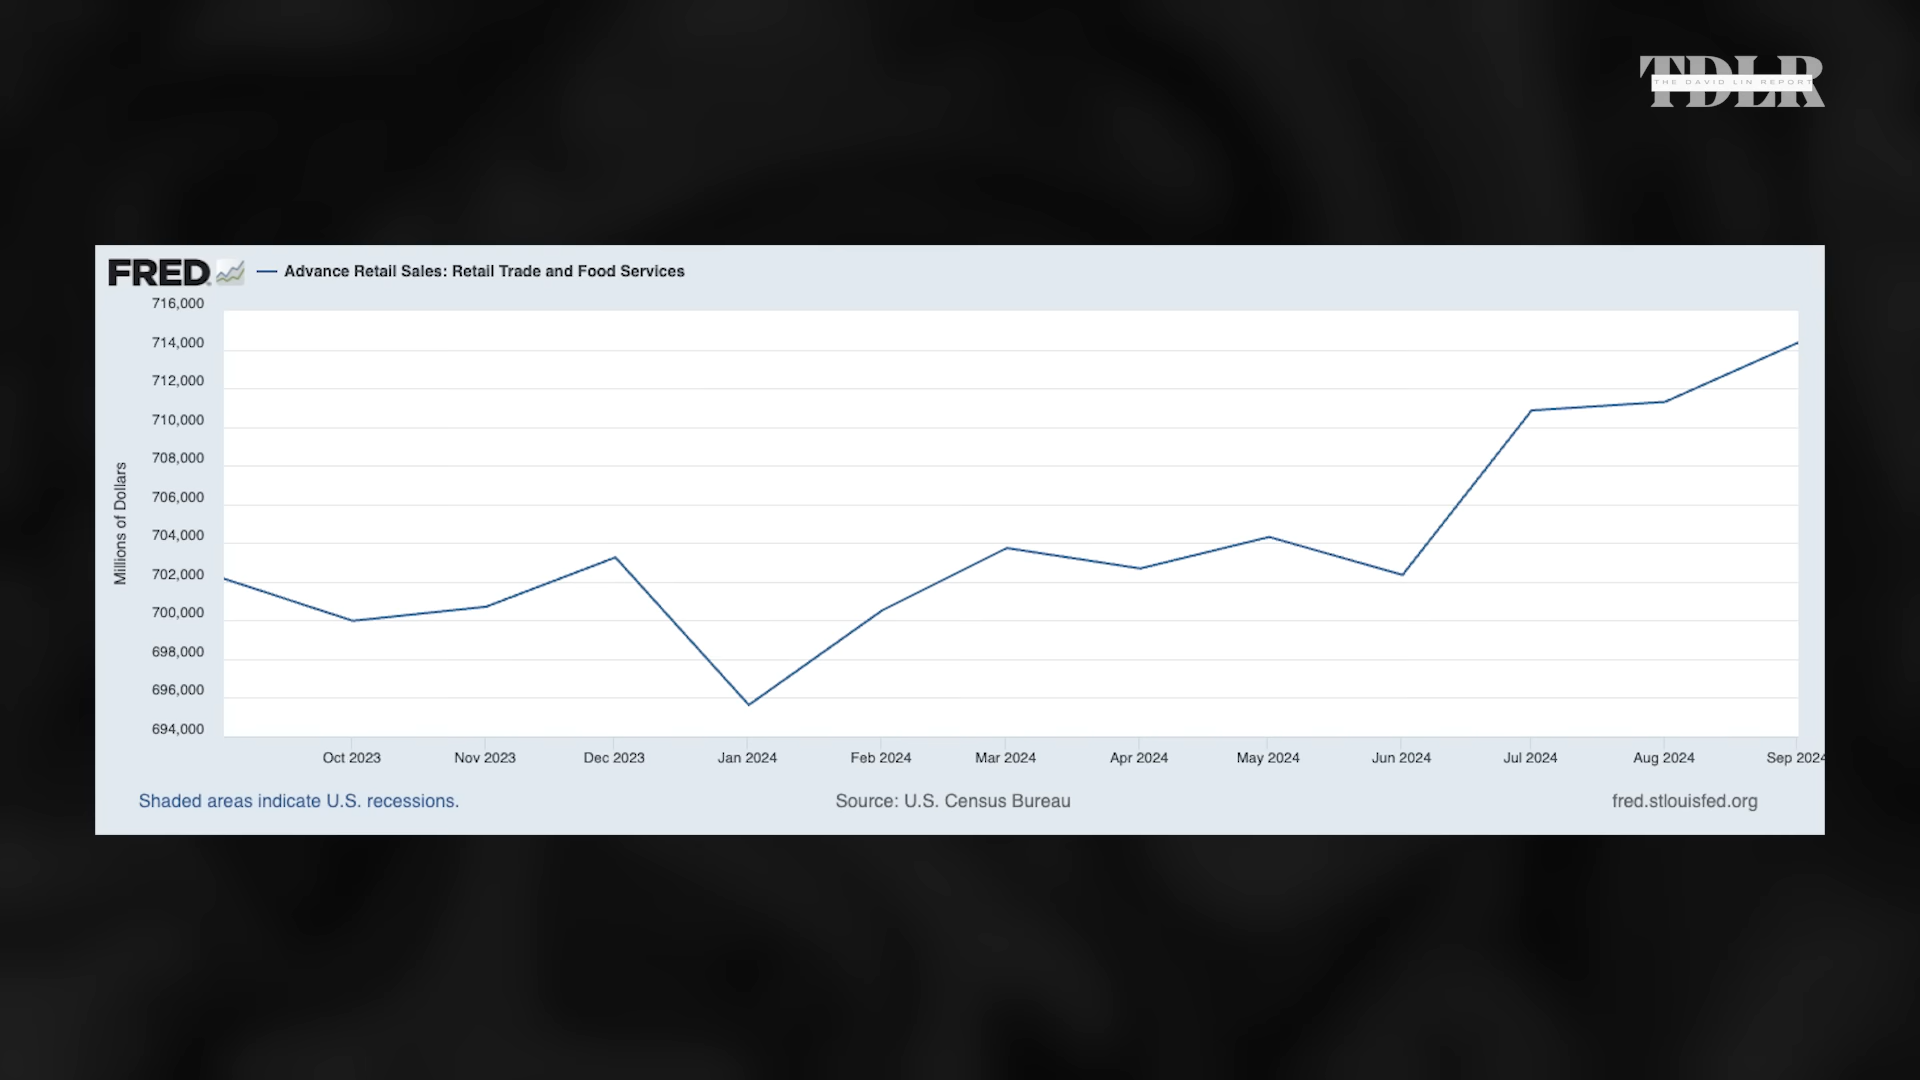 TDLR
THE DAVID LIN REPORT
FRED
Advance Retail Sales: Retail Trade and Food Services
716,000
714,000
712,000
710,000
708,000
706,000
704,000
702,000
700,000
698,000
696,000
694,000
Millions of Dollars
Oct 2023 Nov 2023 Dec 2023 Jan 2024 Feb 2024 Mar 2024 Apr 2024 May 2024 Jun 2024 Jul 2024 Aug 2024 Sep 2024
Shaded areas indicate U.S. recessions. Source: U.S. Census Bureau fred.stlouisfed.org